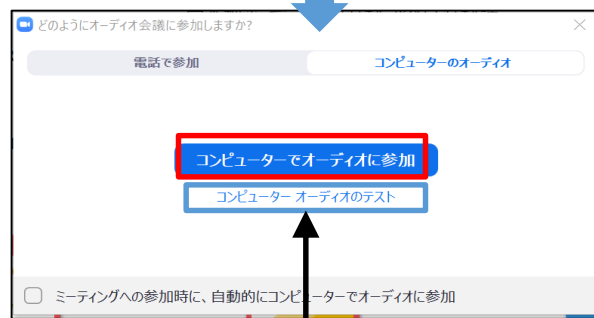 どのようにオーディオ会議に参加しますか?
電話で参加
コンピューターのオーディオ
コンピューターでオーディオに参加
コンピューター オーディオのテスト
ミーティングへの参加時に、自動的にコンピューターでオーディオに参加